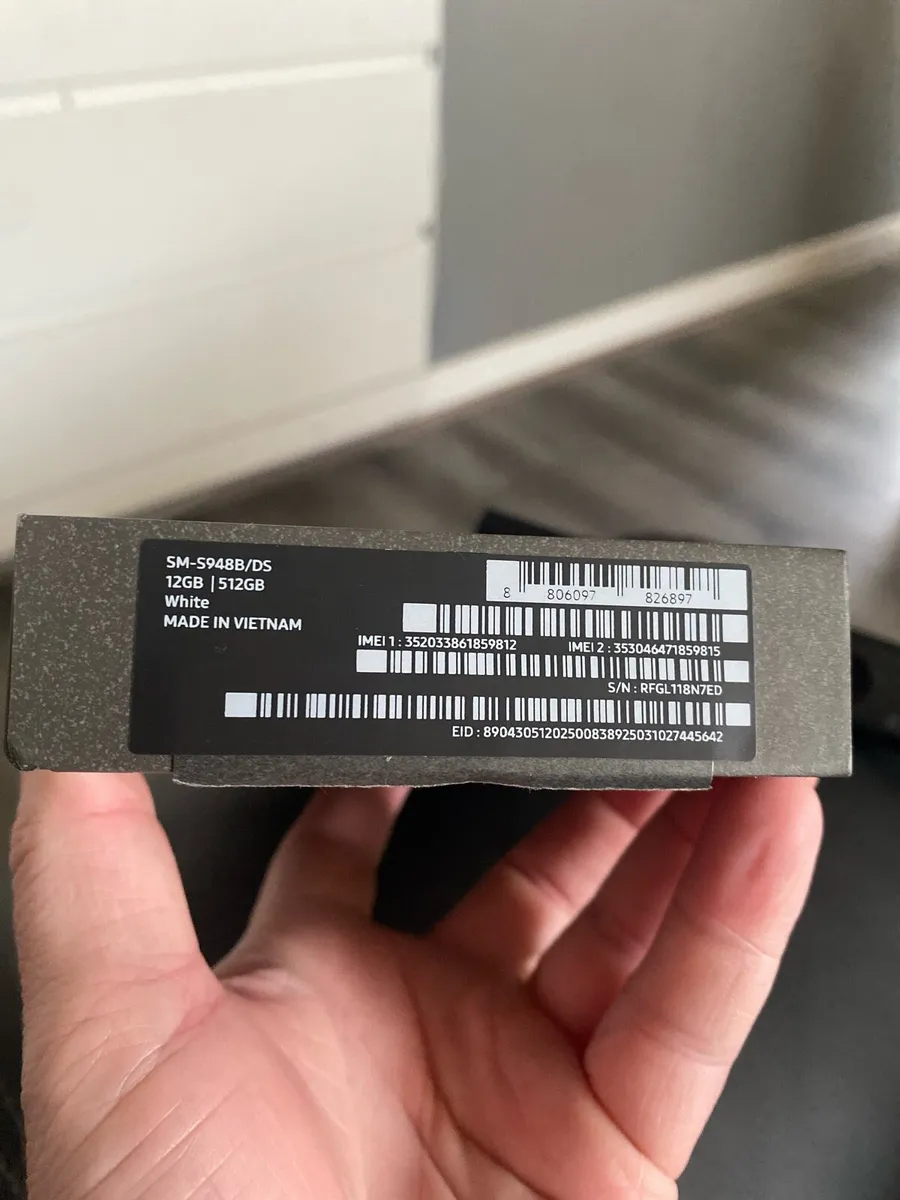 SM-S948B/DS
12GB | 512GB
White
MADE IN VIETNAM
8 806097 826897
IMEI 1 : 352033861859812 IMEI 2 : 353046471859815
S/N : RFGL118N7ED
EID : 89043051202500838925031027445642